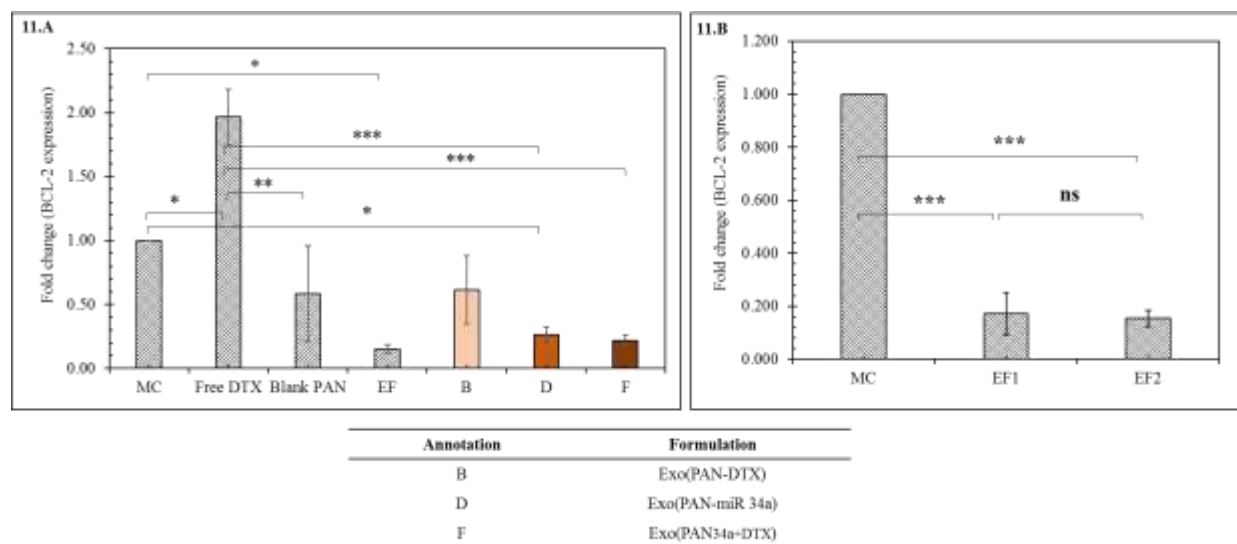 11.A
Fold change (BCL-2 expression)
2.50
2.00
1.50
1.00
0.50
0.00
*
***
***
**
*
*
MC Free DTX Blank PAN EF B D F
11.B
Fold change (BCL-2 expression)
1.200
1.000
0.800
0.600
0.400
0.200
0.000
***
***
ns
MC EF1 EF2
Annotation Formulation
B Exo(PAN-DTX)
D Exo(PAN-miR 34a)
F Exo(PAN34a+DTX)